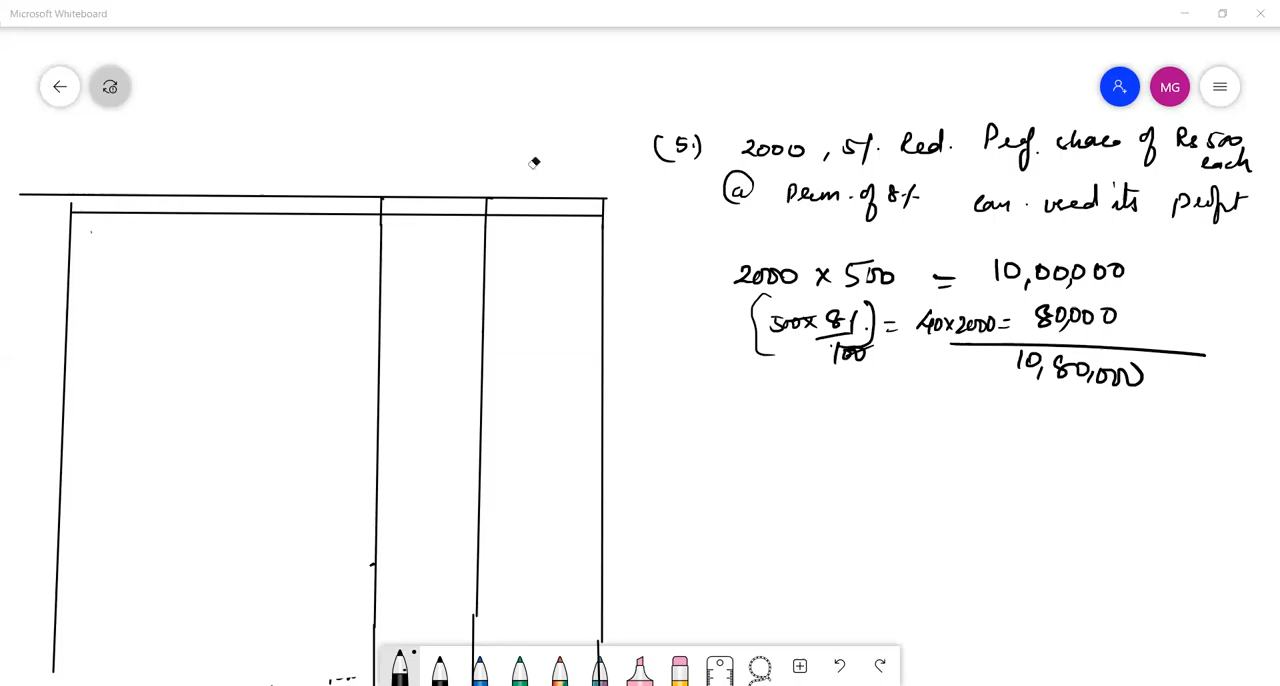 Microsoft Whiteboard
MG
(5.) 2000, 5%. Red. Pref. share of Rs 500 each
@ Prem. of 8% can. used its profit
2000 × 500 = 10,00,000
[500× 8%/100] = 40×2000 = 80,000
10,80,000